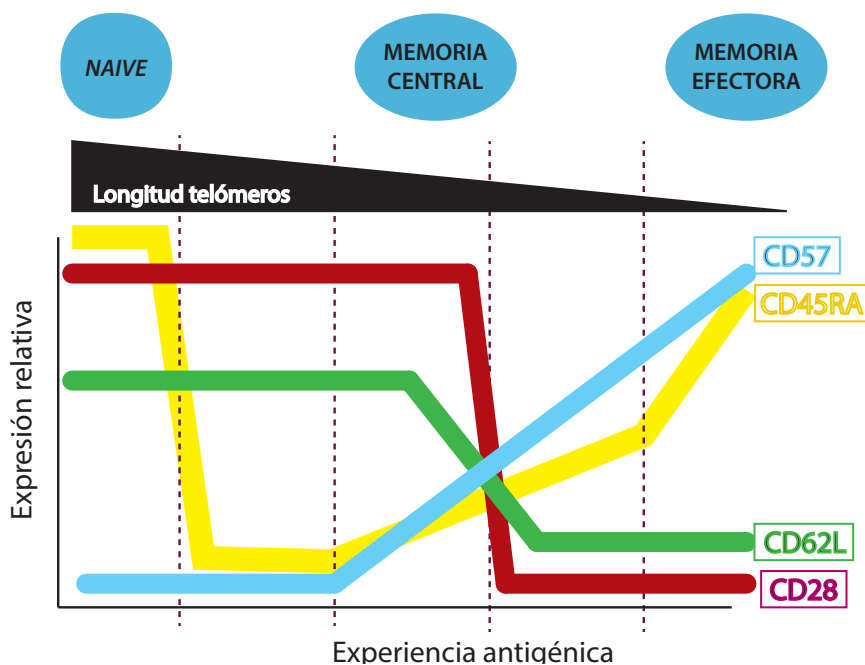 NAIVE
MEMORIA
CENTRAL
MEMORIA
EFECTORA
Longitud telómeros
CD57
CD45RA
Expresión relativa
CD62L
CD28
Experiencia antigénica